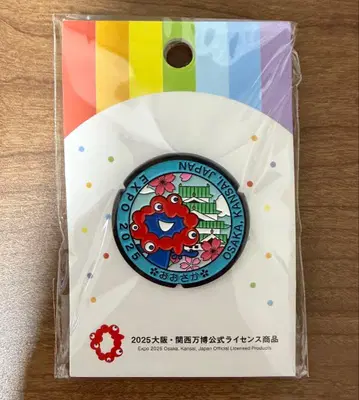 OSAKA, KANSAI, JAPAN
EXPO 2025
おおさか
2025大阪・関西万博公式ライセンス商品
Expo 2025 Osaka, Kansai, Japan Official Licensed Products